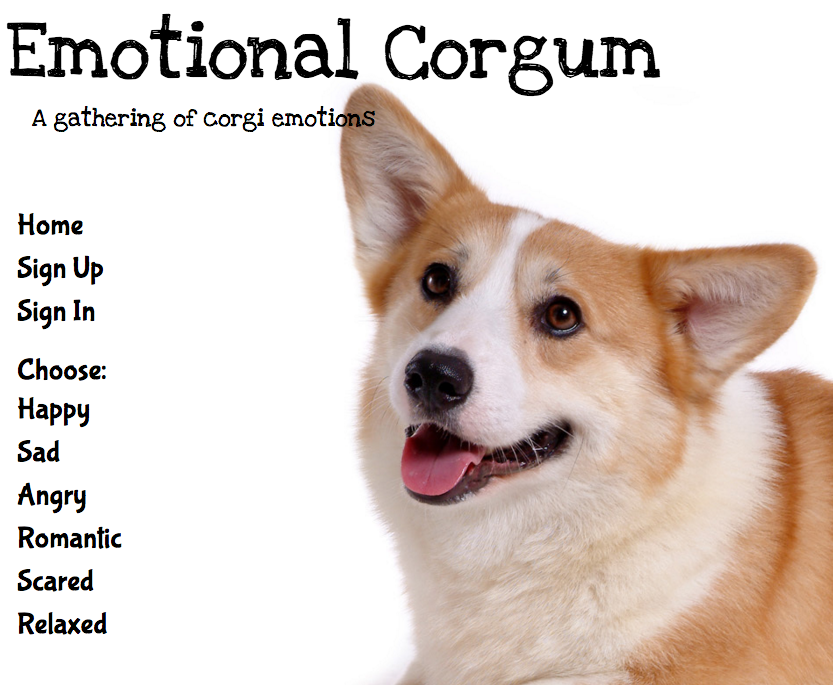 Emotional Corgum
A gathering of corgi emotions
Home
Sign Up
Sign In
Choose:
Happy
Sad
Angry
Romantic
Scared
Relaxed